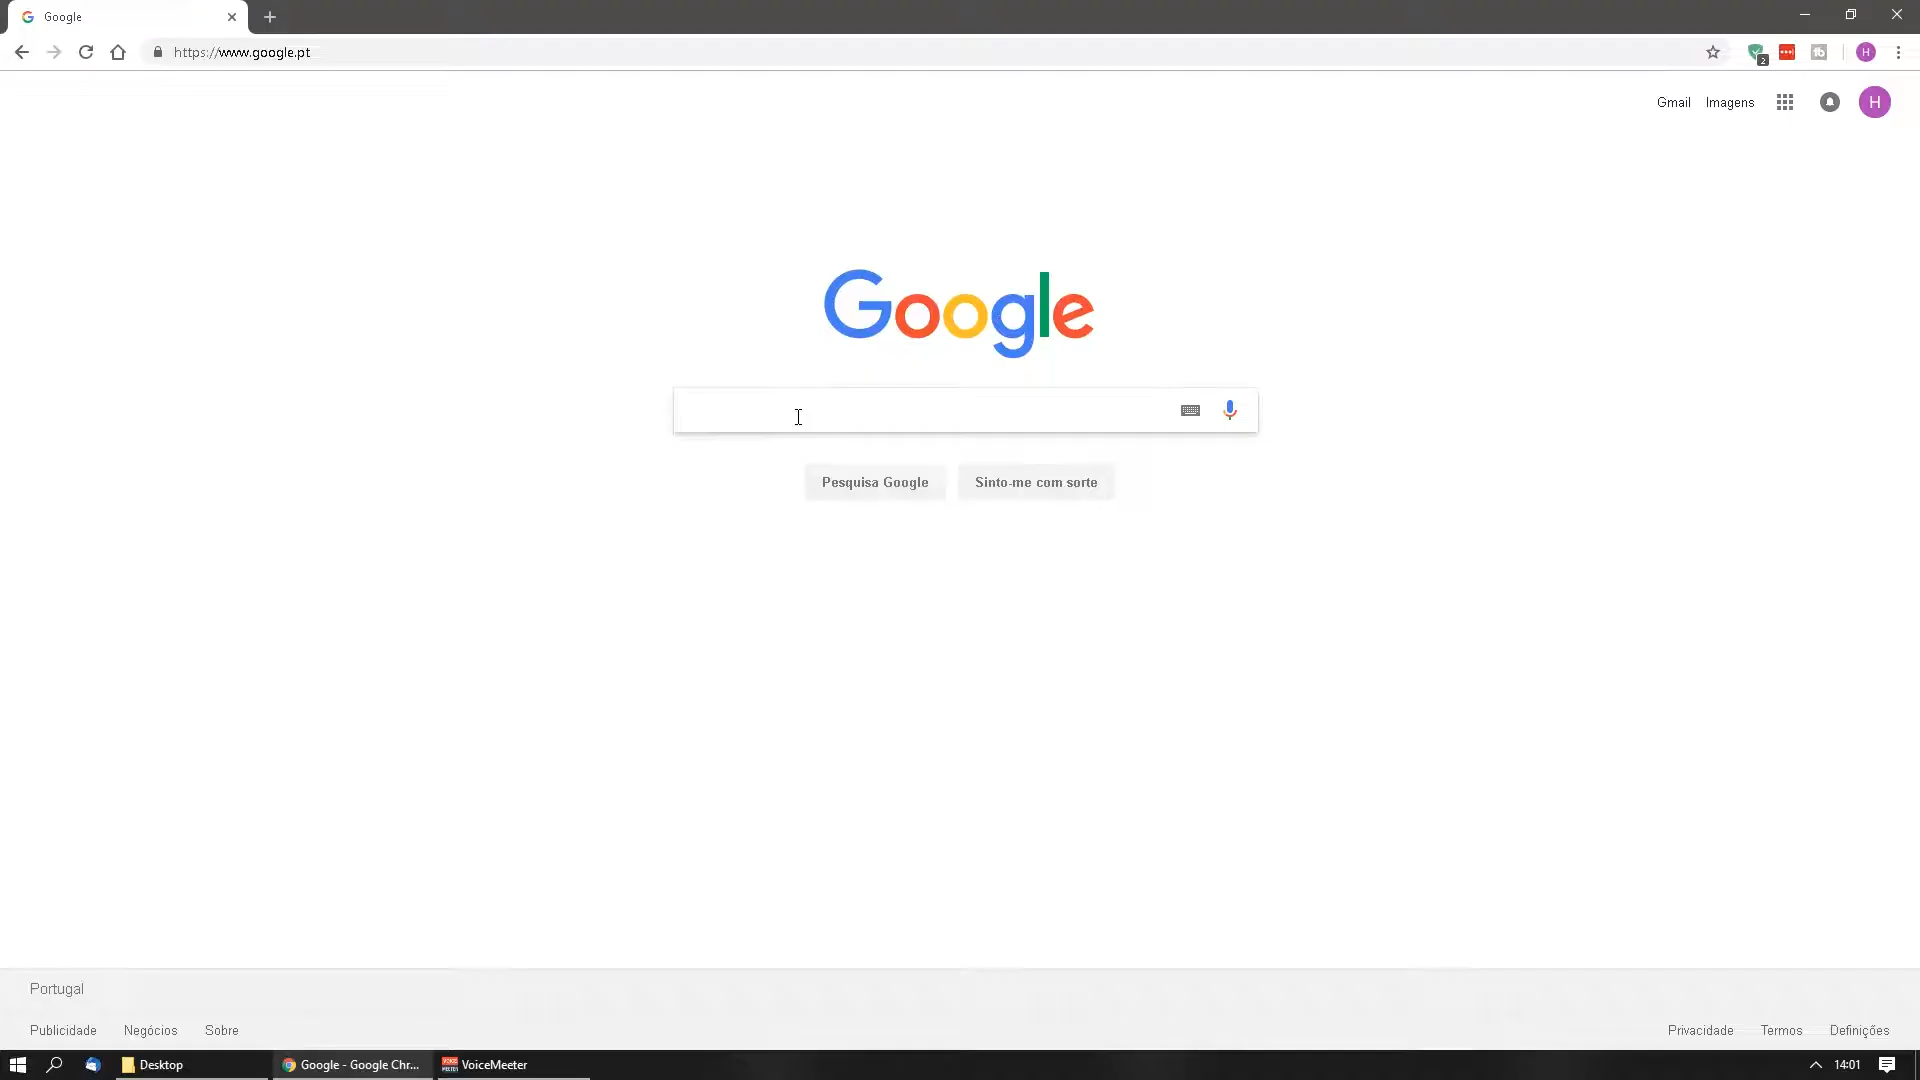 Google
https://www.google.pt
2
H
Gmail Imagens
H
Google
Pesquisa Google Sinto-me com sorte
Portugal
Publicidade Negócios Sobre
Privacidade Termos Definições
Desktop Google - Google Chr... VoiceMeeter
14:01